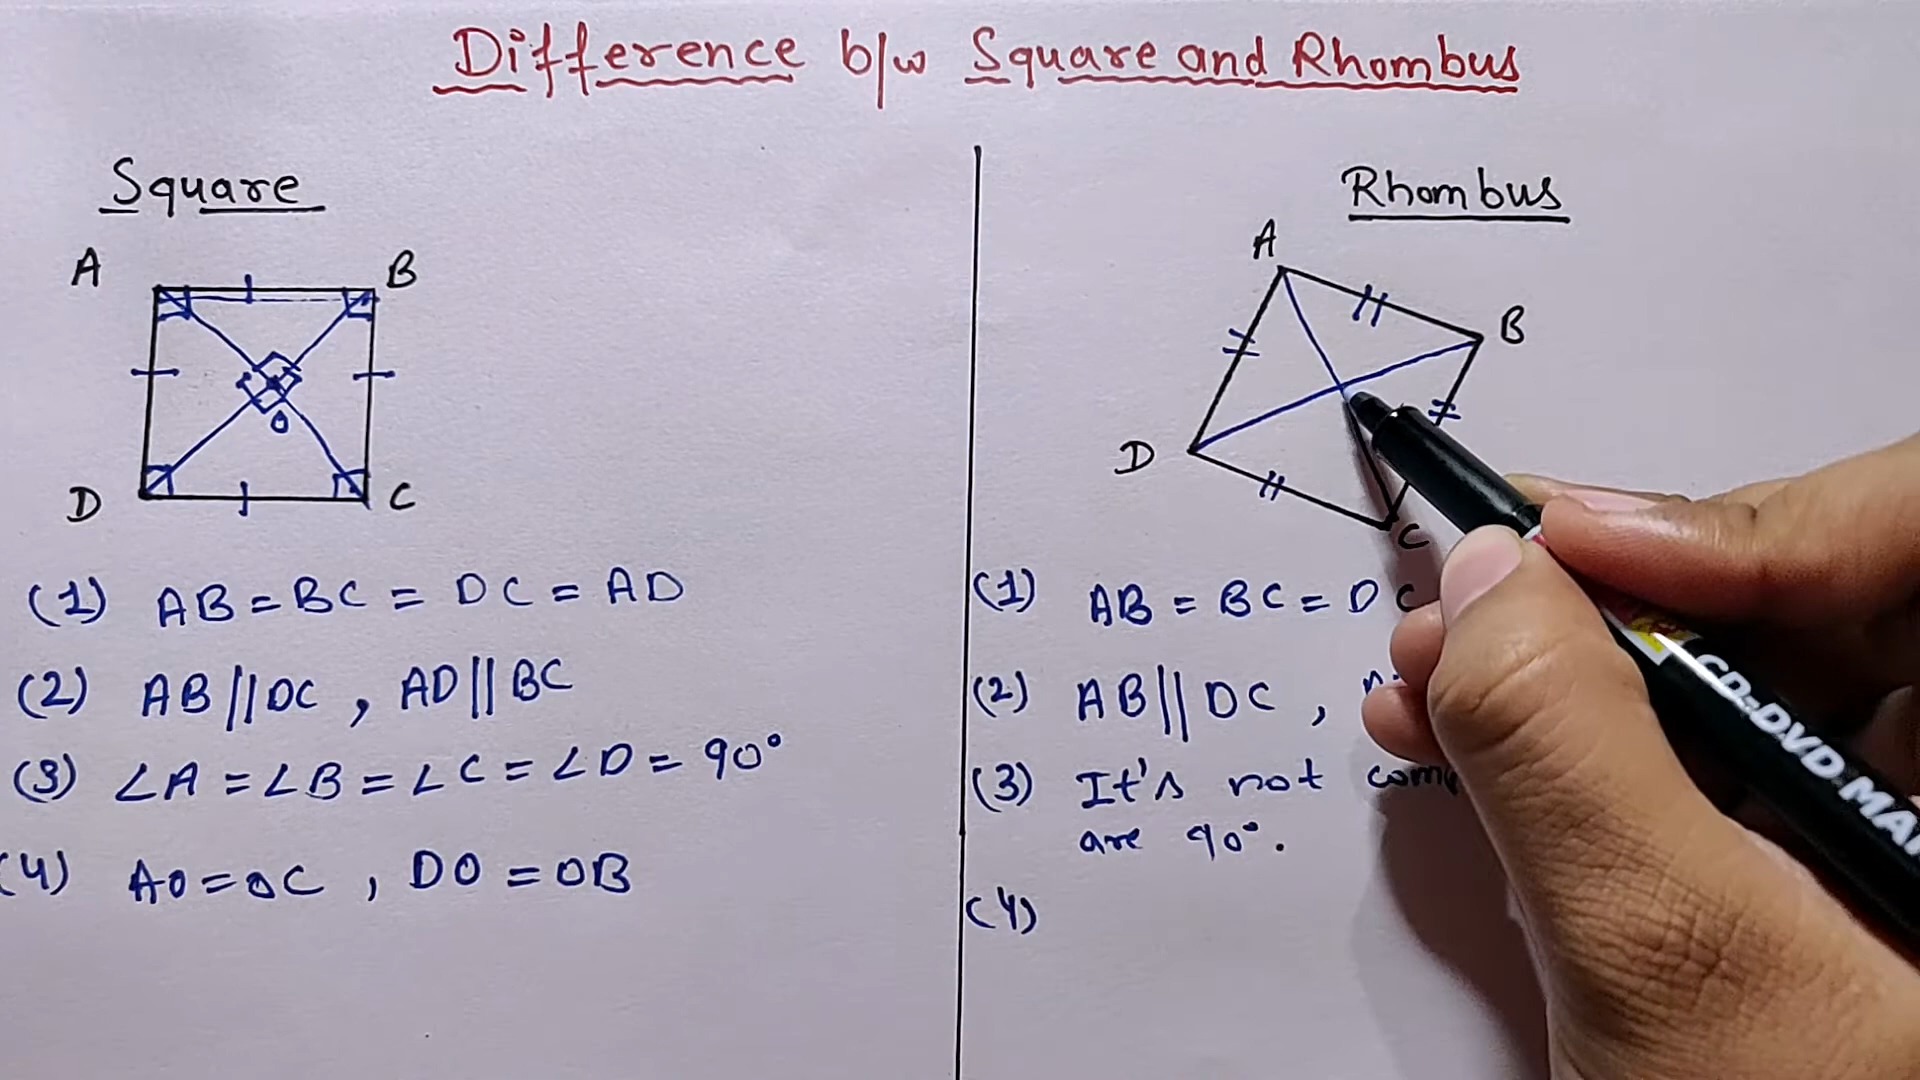 Difference b/w Square and Rhombus
Square
A
B
O
D
C
(1) AB = BC = DC = AD
(2) AB || DC , AD || BC
(3) ∠A = ∠B = ∠C = ∠D = 90°
(4) AO = OC , DO = OB
Rhombus
A
B
D
C
(1) AB = BC = DC
(2) AB || DC ,
(3) It's not
are 90°.
(4)
CD-DVD